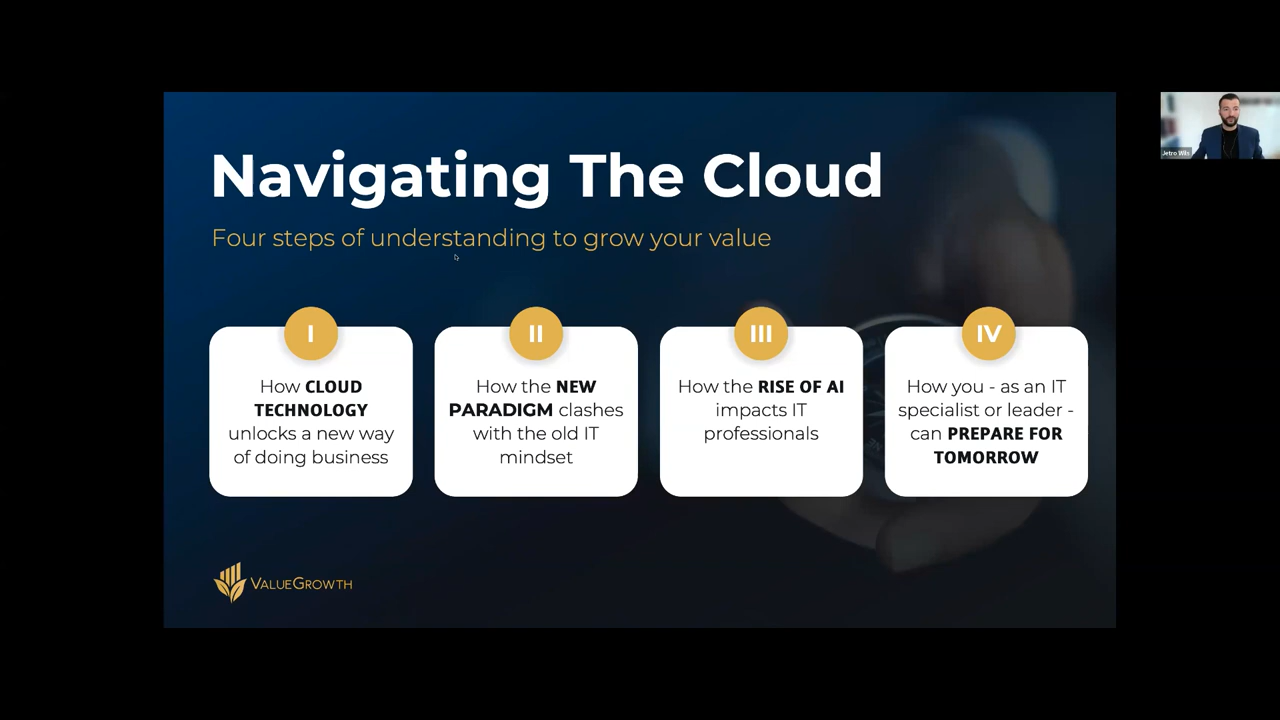 Navigating The Cloud
Four steps of understanding to grow your value
I
How CLOUD
TECHNOLOGY
unlocks a new way
of doing business
II
How the NEW
PARADIGM clashes
with the old IT
mindset
III
How the RISE OF AI
impacts IT
professionals
IV
How you - as an IT
specialist or leader -
can PREPARE FOR
TOMORROW
VALUEGROWTH
Jetro Wils